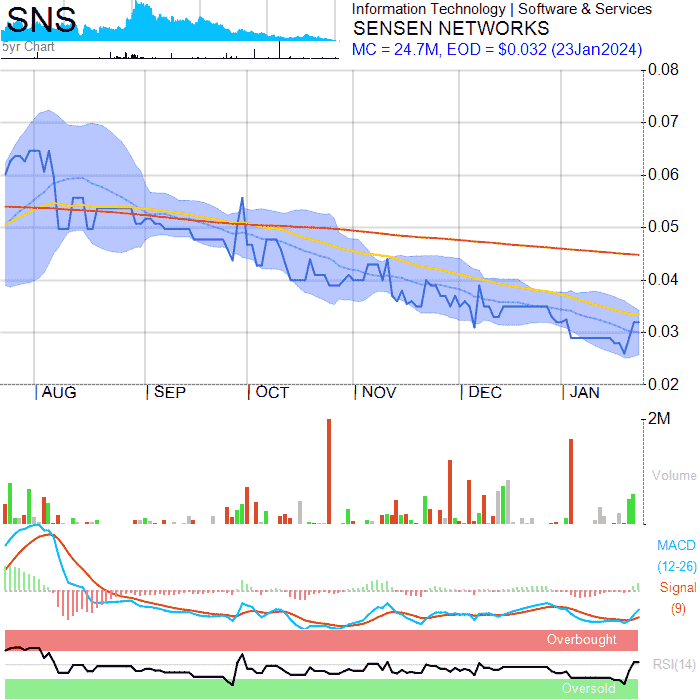 SNS
5yr Chart
Information Technology | Software & Services
SENSEN NETWORKS
MC = 24.7M, EOD = $0.032 (23Jan2024)
0.08
0.07
0.06
0.05
0.04
0.03
0.02
AUG SEP OCT NOV DEC JAN
2M
Volume
MACD
(12-26)
Signal
(9)
Overbought
RSI(14)
Oversold